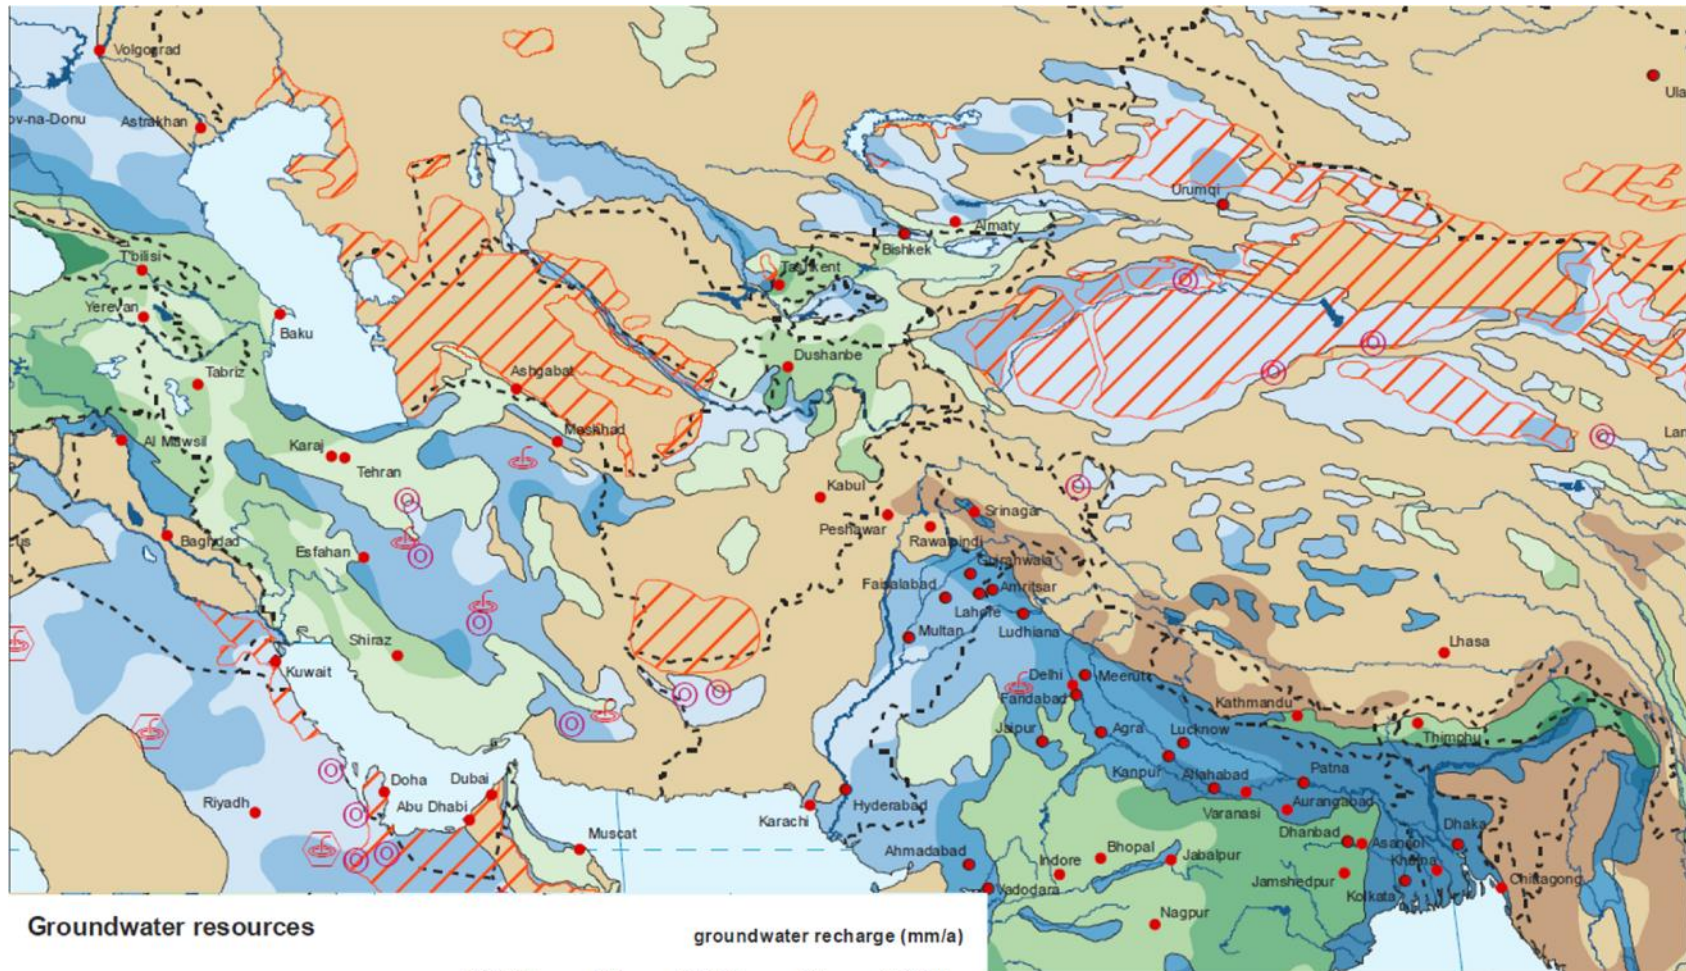 Volgograd
ov-na-Donu
Astrakhan
Ula
Urumqi
Almaty
Bishkek
T'bilisi
Tashkent
Yerevan
Baku
Dushanbe
Tabriz
Ashgabat
Mashhad
Al Mawsil
Karaj
Tehran
Lan
Kabul
Peshawar
Srinagar
Rawalpindi
us
Baghdad
Esfahan
Gujranwala
Faisalabad
Amritsar
Lahore
Multan
Ludhiana
Shiraz
Lhasa
Kuwait
Delhi
Meerut
Faridabad
Kathmandu
Jaipur
Agra
Lucknow
Thimphu
Kanpur
Allahabad
Patna
Doha
Dubai
Riyadh
Abu Dhabi
Hyderabad
Varanasi
Aurangabad
Karachi
Muscat
Dhanbad
Asansol
Dhaka
Ahmadabad
Indore
Bhopal
Jabalpur
Khulna
Vadodara
Jamshedpur
Kolkata
Chittagong
Nagpur
Groundwater resources
groundwater recharge (mm/a)